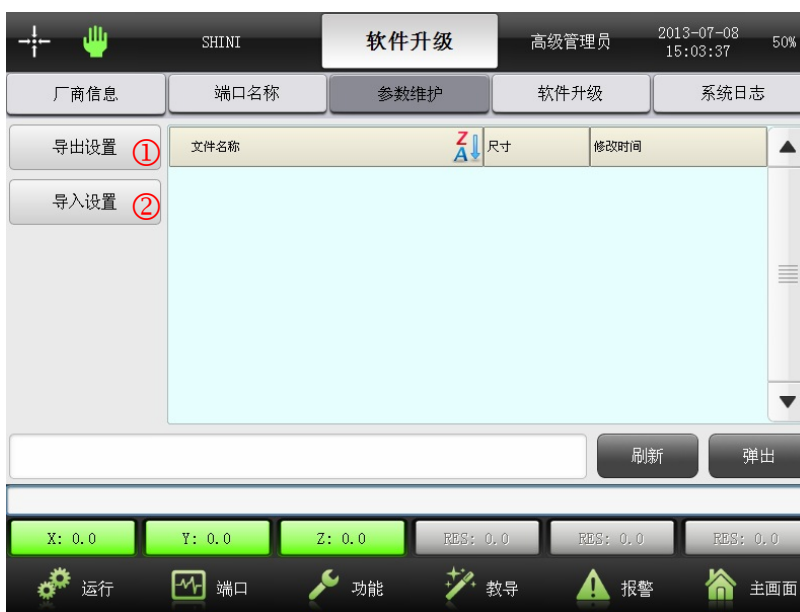 SHINI 软件升级 高级管理员 2013-07-08 15:03:37 50%
厂商信息 端口名称 参数维护 软件升级 系统日志
导出设置 ① 文件名称 Z A 尺寸 修改时间
导入设置 ②
刷新 弹出
X: 0.0 Y: 0.0 Z: 0.0 RES: 0.0 RES: 0.0 RES: 0.0
运行 端口 功能 教导 报警 主画面